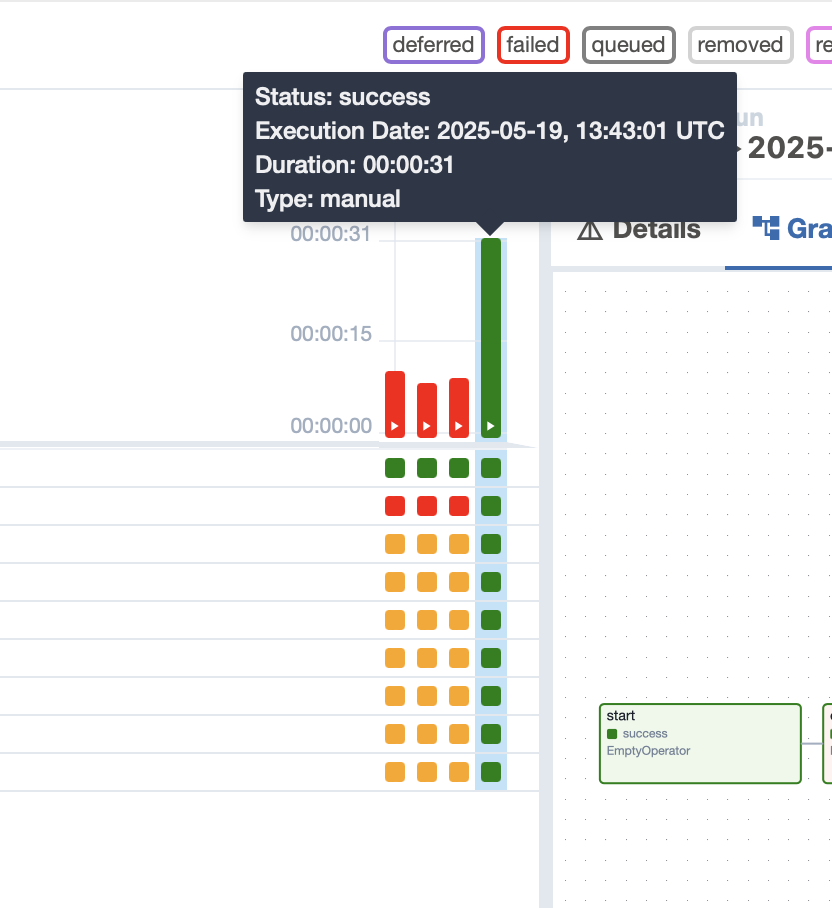 deferred failed queued removed re
Status: success
Execution Date: 2025-05-19, 13:43:01 UTC
Duration: 00:00:31
Type: manual
un
2025-
Details Gra
00:00:31
00:00:15
00:00:00
start
success
EmptyOperator